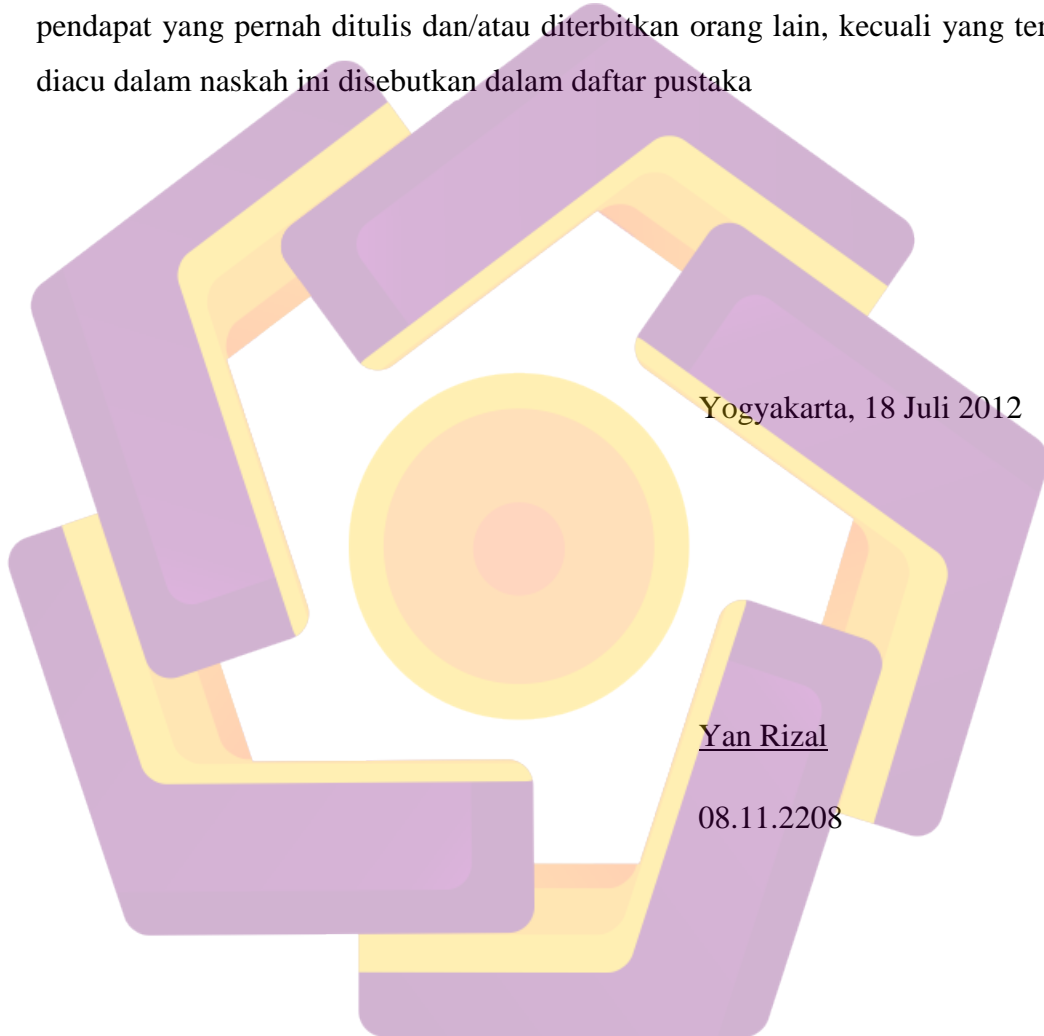 pendapat yang pernah ditulis dan/atau diterbitkan orang lain, kecuali yang
diacu dalam naskah ini disebutkan dalam daftar pustaka
Yogyakarta, 18 Juli 2012
Yan Rizal
08.11.2208